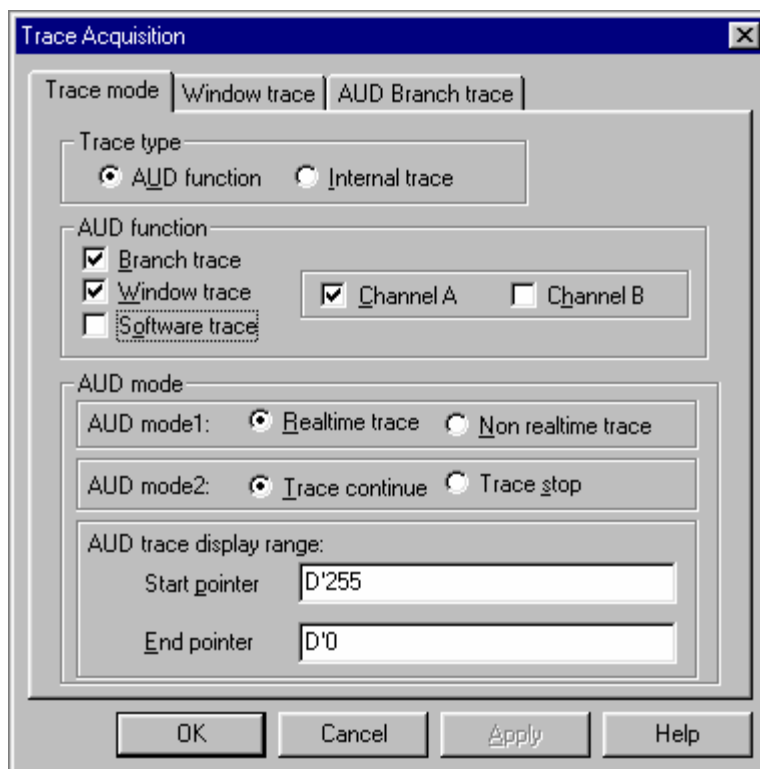 Trace Acquisition
Trace mode Window trace AUD Branch trace
Trace type
AUD function Internal trace
AUD function
Branch trace
Window trace Channel A Channel B
Software trace
AUD mode
AUD mode1: Realtime trace Non realtime trace
AUD mode2: Trace continue Trace stop
AUD trace display range:
Start pointer D'255
End pointer D'0
OK Cancel Apply Help